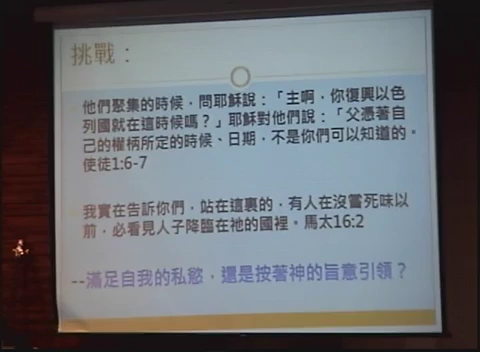 挑戰：
他們聚集的時候，問耶穌說：「主啊，你復興以色
列國就在這時候嗎？」耶穌對他們說：「父憑著自
己的權柄所定的時候、日期，不是你們可以知道的。
使徒1:6-7
我實在告訴你們，站在這裏的，有人在沒嘗死味以
前，必看見人子降臨在祂的國裡。馬太16:2
--滿足自我的私慾，還是按著神的旨意引領？